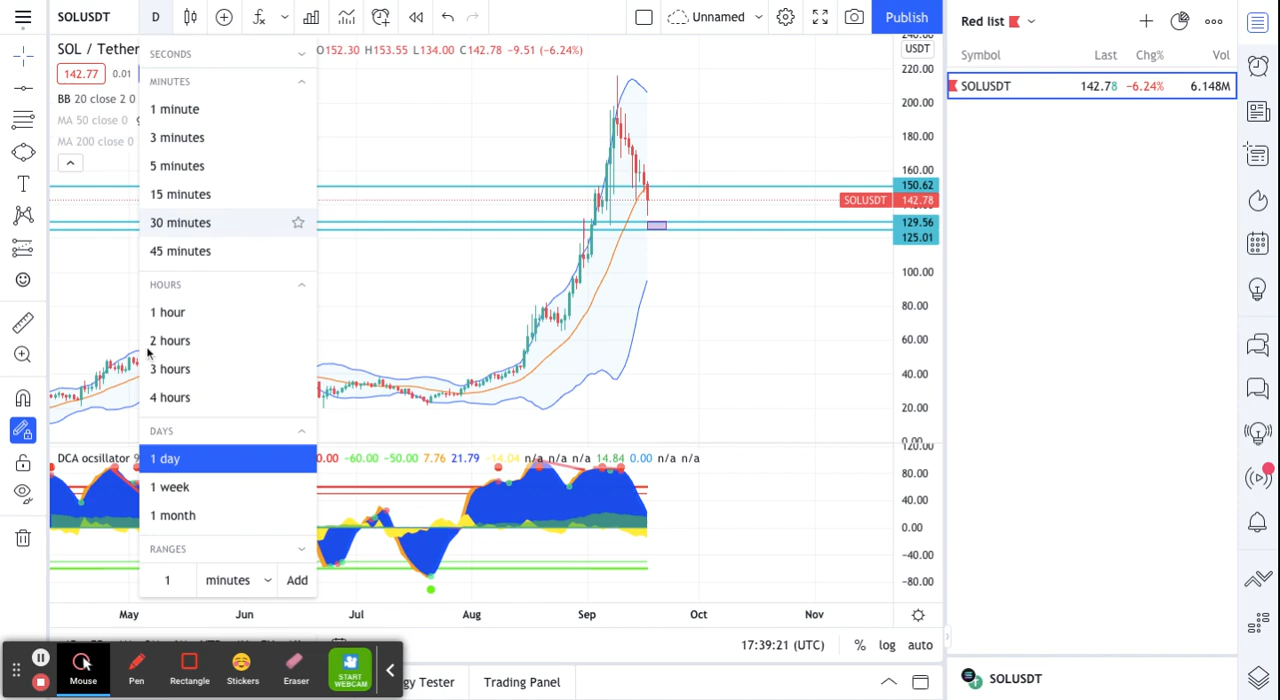 SOLUSDT D Unnamed Publish
SOL / Tether O152.30 H153.55 L134.00 C142.78 -9.51 (-6.24%)
142.77 0.01
BB 20 close 2 0
MA 50 close 0
MA 200 close 0
SECONDS
MINUTES
1 minute
3 minutes
5 minutes
15 minutes
30 minutes
45 minutes
HOURS
1 hour
2 hours
3 hours
4 hours
DAYS
1 day
1 week
1 month
RANGES
1 minutes Add
USDT
220.00
200.00
180.00
160.00
150.62
SOLUSDT 142.78
129.56
125.01
100.00
80.00
60.00
40.00
20.00
DCA ocsillator 0.00 -60.00 -50.00 7.76 21.79 -14.04 n/a n/a n/a 14.84 0.00 n/a n/a
120.00
80.00
40.00
0.00
-40.00
-80.00
May Jun Jul Aug Sep Oct Nov
17:39:21 (UTC) % log auto
Mouse Pen Rectangle Stickers Eraser START WEBCAM
gy Tester Trading Panel
Red list
Symbol Last Chg% Vol
SOLUSDT 142.78 -6.24% 6.148M
SOLUSDT